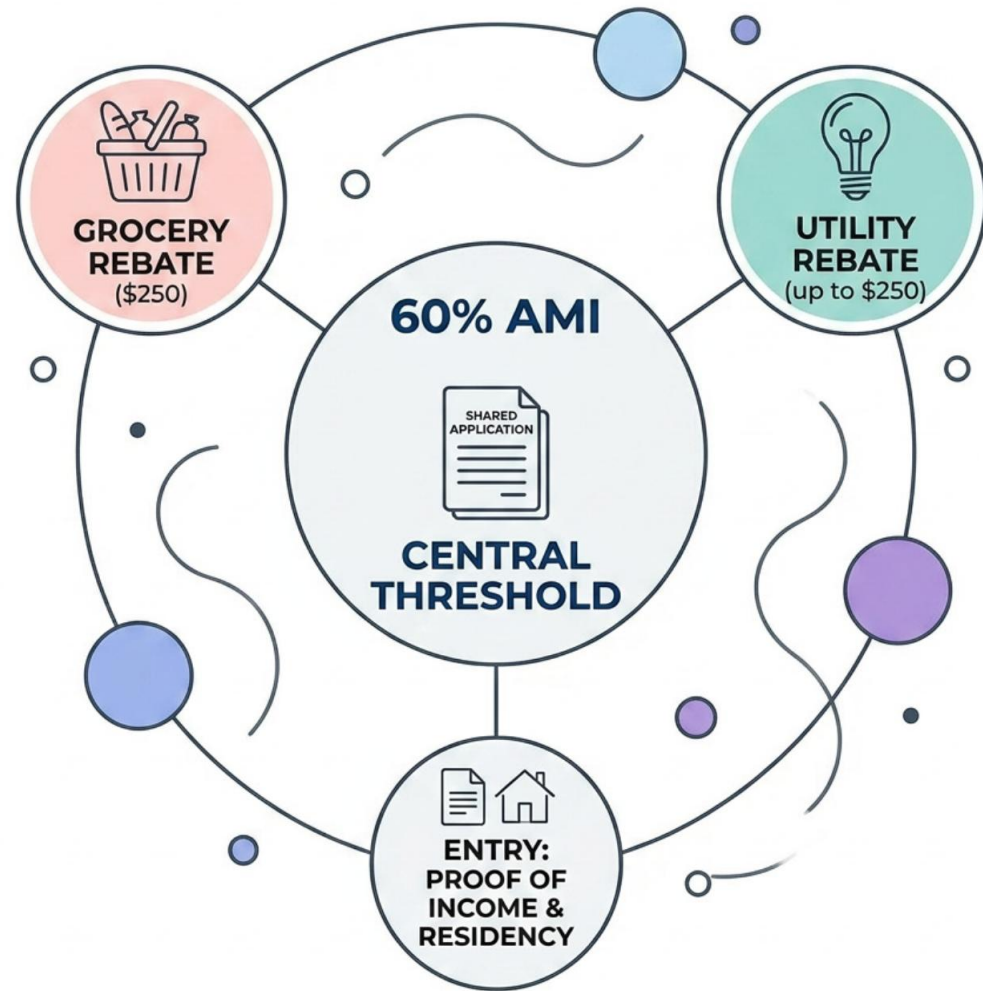 GROCERY
REBATE
($250)
UTILITY
REBATE
(up to $250)
60% AMI
SHARED
APPLICATION
CENTRAL
THRESHOLD
ENTRY:
PROOF OF
INCOME &
RESIDENCY